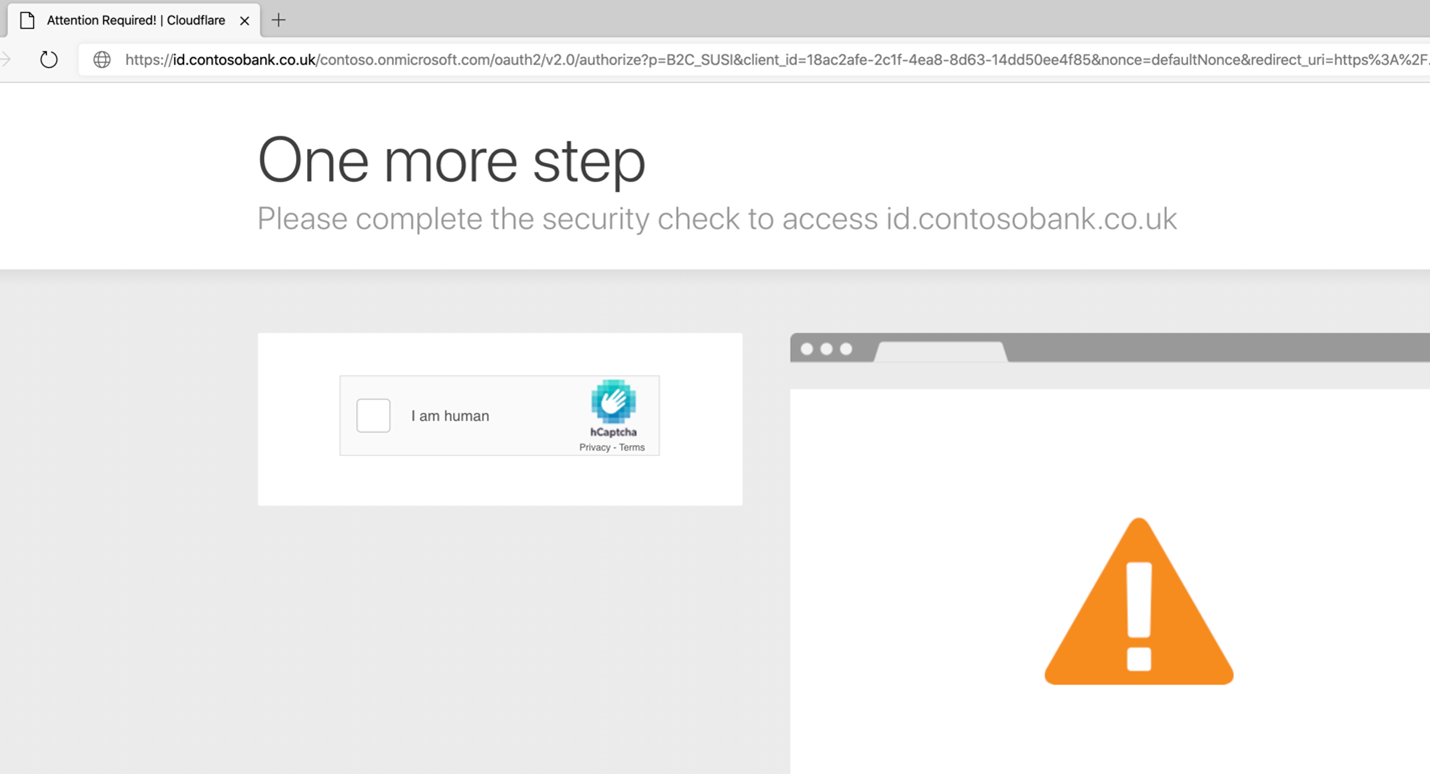 Attention Required! | Cloudflare
https://id.contosobank.co.uk/contoso.onmicrosoft.com/oauth2/v2.0/authorize?p=B2C_SUSI&client_id=18ac2afe-2c1f-4ea8-8d63-14dd50ee4f85&nonce=defaultNonce&redirect_uri=https%3A%2F.
One more step
Please complete the security check to access id.contosobank.co.uk
I am human
hCaptcha
Privacy - Terms